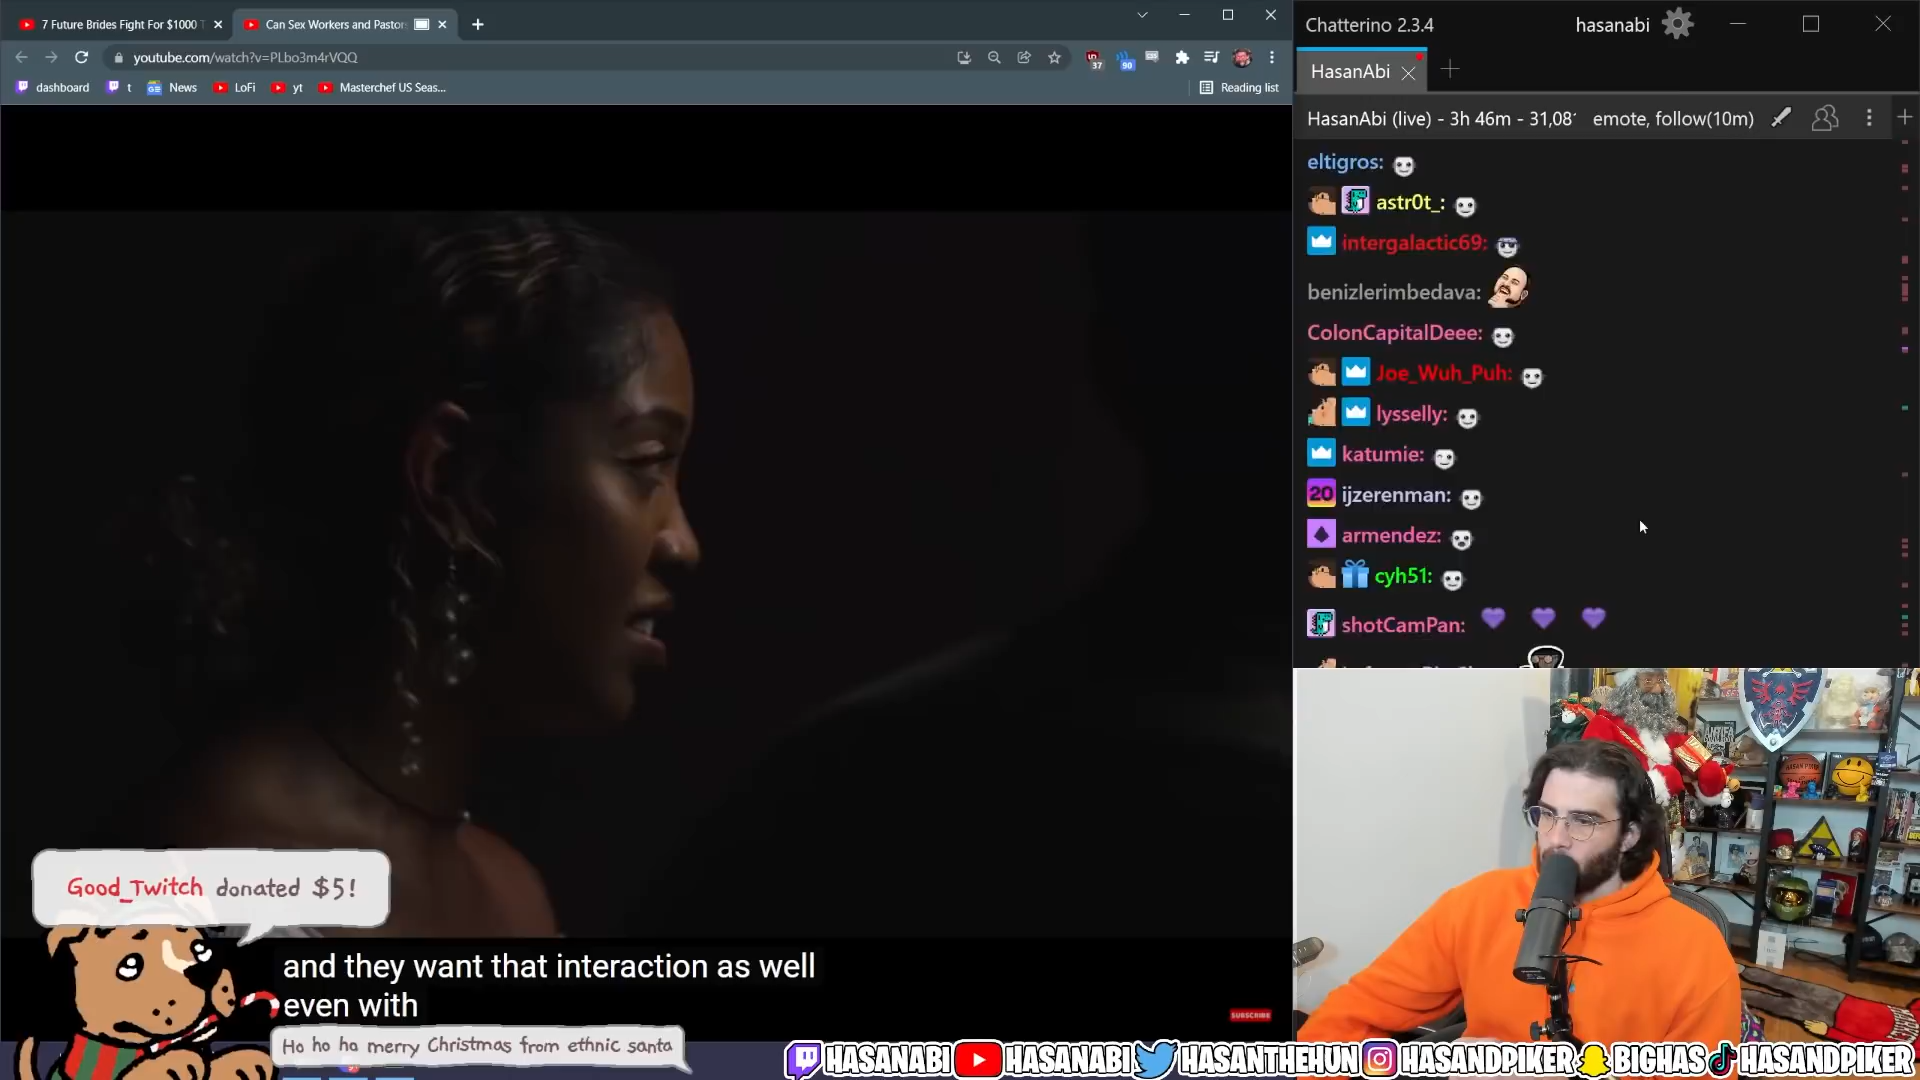 7 Future Brides Fight For $1000
Can Sex Workers and Pastors
youtube.com/watch?v=PLbo3m4rVQQ
37
90
dashboard
t
News
LoFi
yt
Masterchef US Seas...
Reading list
Good_Twitch donated $5!
and they want that interaction as well
even with
Ho ho ho merry Christmas from ethnic santa
SUBSCRIBE
Chatterino 2.3.4
hasanabi
HasanAbi
HasanAbi (live) - 3h 46m - 31,08
emote, follow(10m)
eltigros:
astr0t_:
intergalactic69:
benizlerimbedava:
ColonCapitalDeee:
Joe_Wuh_Puh:
lysselly:
katumie:
20 ijzerenman:
armendez:
cyh51:
shotCamPan:
HASANABI HASANABI HASANTHEHUN HASANDPIKER BIGHAS HASANDPIKER